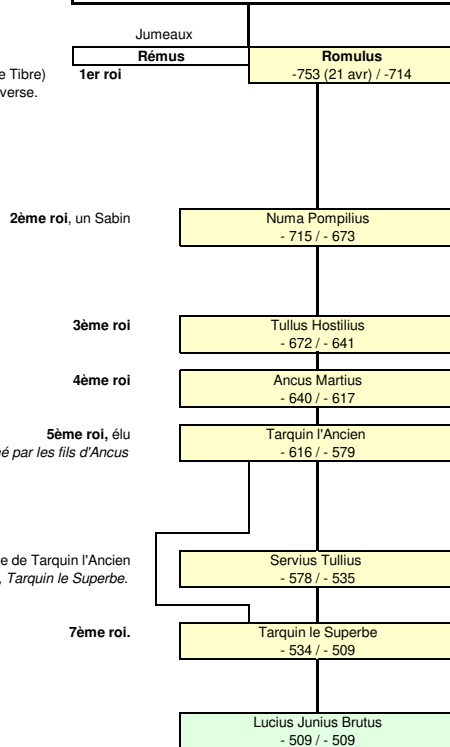 Jumeaux
Rémus
Romulus
e Tibre) 1er roi -753 (21 avr) / -714
verse.
2ème roi, un Sabin Numa Pompilius
- 715 / - 673
3ème roi Tullus Hostilius
- 672 / - 641
4ème roi Ancus Martius
- 640 / - 617
5ème roi, élu Tarquin l'Ancien
é par les fils d'Ancus - 616 / - 579
e de Tarquin l'Ancien Servius Tullius
, Tarquin le Superbe. - 578 / - 535
7ème roi. Tarquin le Superbe
- 534 / - 509
Lucius Junius Brutus
- 509 / - 509